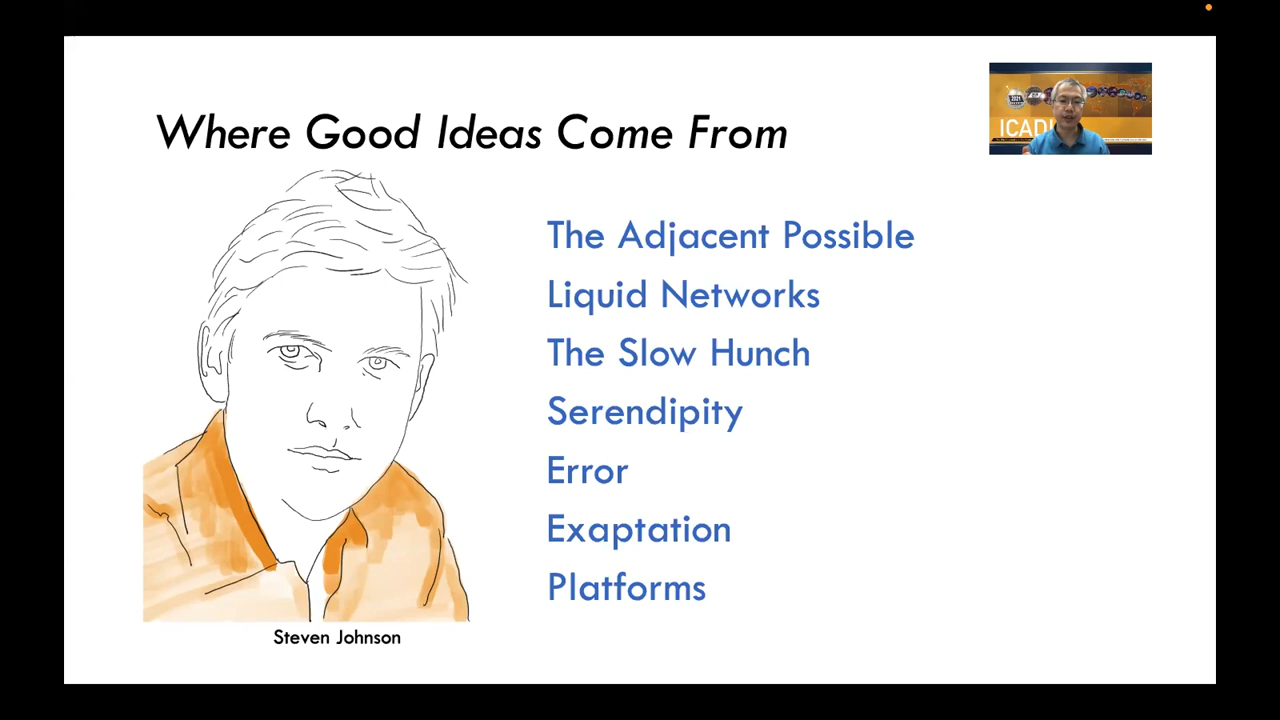 Where Good Ideas Come From
ICAD
The Adjacent Possible
Liquid Networks
The Slow Hunch
Serendipity
Error
Exaptation
Platforms
Steven Johnson